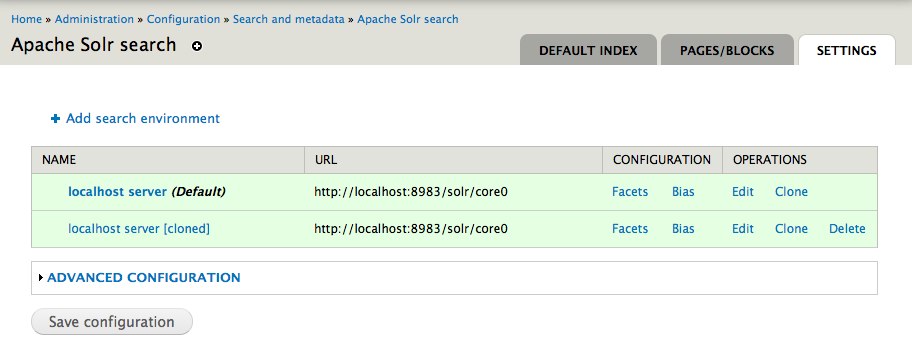 Home » Administration » Configuration » Search and metadata » Apache Solr search
Apache Solr search
DEFAULT INDEX PAGES/BLOCKS SETTINGS
+ Add search environment
NAME URL CONFIGURATION OPERATIONS
localhost server (Default) http://localhost:8983/solr/core0 Facets Bias Edit Clone
localhost server [cloned] http://localhost:8983/solr/core0 Facets Bias Edit Clone Delete
ADVANCED CONFIGURATION
Save configuration